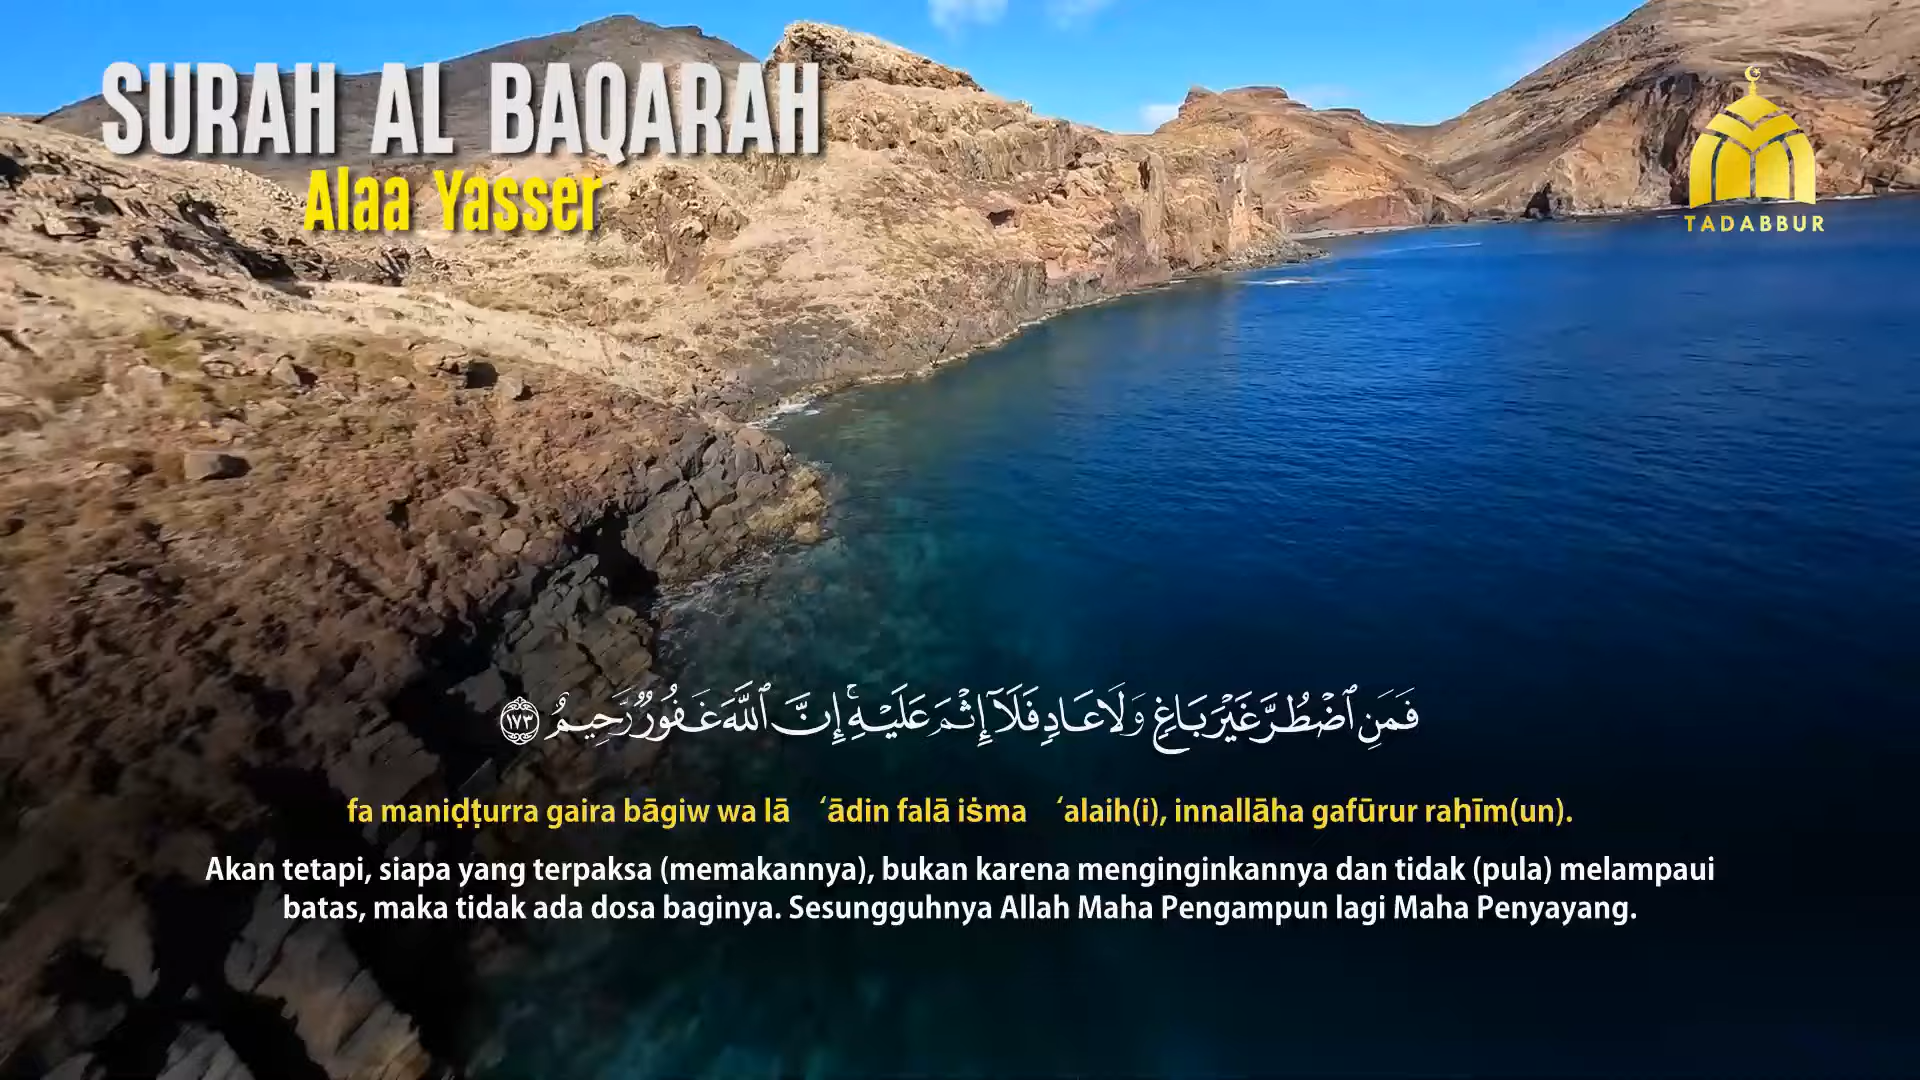 SURAH AL BAQARAH
Alaa Yasser
TADABBUR
فَمَنِ ٱضْطُرَّ غَيْرَ بَاغٍ وَلَا عَادٍ فَلَآ إِثْمَ عَلَيْهِ ۚ إِنَّ ٱللَّهَ غَفُورٌ رَّحِيمٌ ١٧٣
fa maniḍṭurra gaira bāgiw wa lā ‘ādin falā iṡma ‘alaih(i), innallāha gafūrur raḥīm(un).
Akan tetapi, siapa yang terpaksa (memakannya), bukan karena menginginkannya dan tidak (pula) melampaui
batas, maka tidak ada dosa baginya. Sesungguhnya Allah Maha Pengampun lagi Maha Penyayang.